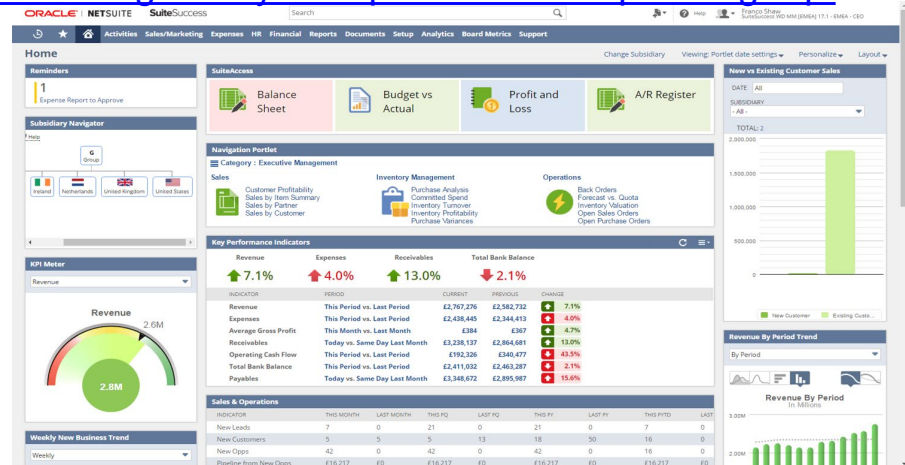 ORACLE | NETSUITE SuiteSuccess
Search
Help
Franco Shaw
SuiteSuccess WD MM (EMEA) 17.1 - EMEA - CEO
Activities Sales/Marketing Expenses HR Financial Reports Documents Setup Analytics Board Metrics Support
Home
Change Subsidiary Viewing: Portlet date settings Personalize Layout
Reminders
1
Expense Report to Approve
Subsidiary Navigator
Help
G
Group
Ireland Netherlands United Kingdom United States
KPI Meter
Revenue
Revenue
2.6M
2.8M
Weekly New Business Trend
Weekly
SuiteAccess
Balance Sheet
Budget vs Actual
Profit and Loss
A/R Register
Navigation Portlet
Category : Executive Management
Sales
Customer Profitability
Sales by Item Summary
Sales by Partner
Sales by Customer
Inventory Management
Purchase Analysis
Committed Spend
Inventory Turnover
Inventory Profitability
Purchase Variances
Operations
Back Orders
Forecast vs. Quota
Inventory Valuation
Open Sales Orders
Open Purchase Orders
Key Performance Indicators
Revenue Expenses Receivables Total Bank Balance
7.1% 4.0% 13.0% 2.1%
INDICATOR PERIOD CURRENT PREVIOUS CHANGE
Revenue This Period vs. Last Period £2,767,276 £2,582,732 7.1%
Expenses This Period vs. Last Period £2,438,445 £2,344,413 4.0%
Average Gross Profit This Month vs. Last Month £384 £367 4.7%
Receivables Today vs. Same Day Last Month £3,238,137 £2,864,681 13.0%
Operating Cash Flow This Period vs. Last Period £192,326 £340,477 43.5%
Total Bank Balance This Period vs. Last Period £2,411,032 £2,463,287 2.1%
Payables Today vs. Same Day Last Month £3,348,672 £2,895,987 15.6%
Sales & Operations
INDICATOR THIS MONTH LAST MONTH THIS FQ LAST FQ THIS FY LAST FY THIS FYTD LAST
New Leads 7 0 21 0 21 0 7 0
New Customers 5 5 5 13 18 50 16 0
New Opps 42 0 42 0 42 0 16 0
Pipeline from New Opps £16,217 £0 £16,217 £0 £16,217 £0 £16,217 £0
New vs Existing Customer Sales
DATE All
SUBSIDIARY
- All -
TOTAL: 2
2,000,000
1,500,000
1,000,000
500,000
0
New Customer Existing Custo...
Revenue By Period Trend
By Period
Revenue By Period
In Millions
3.00M
2.00M